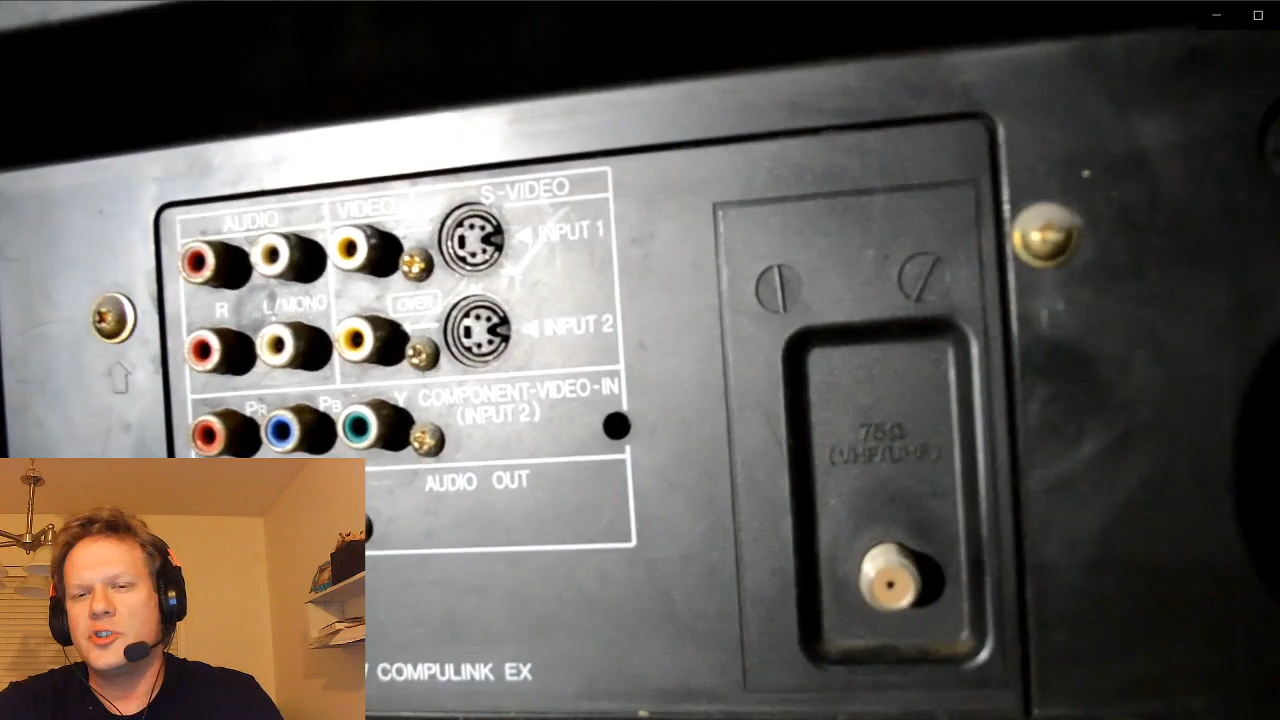 S-VIDEO
AUDIO VIDEO
INPUT 1
R L/MONO OVER
INPUT 2
PR PB Y COMPONENT-VIDEO-IN
(INPUT 2)
AUDIO OUT
75Ω
(VHF/UHF)
COMPULINK EX